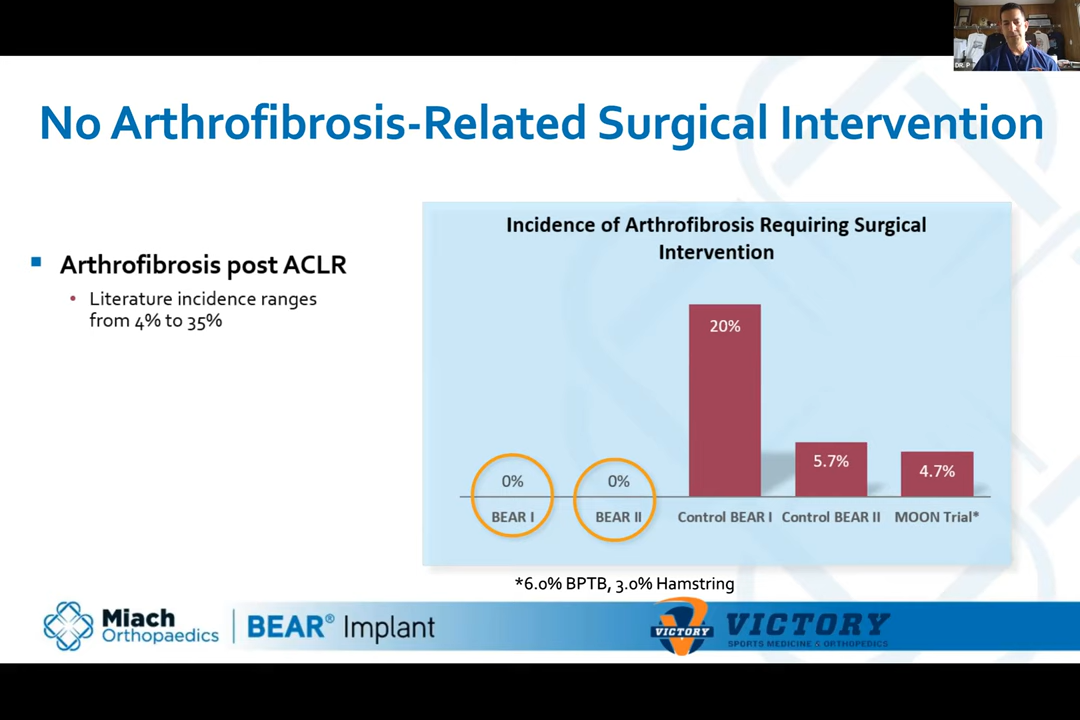 DR. P
No Arthrofibrosis-Related Surgical Intervention
Arthrofibrosis post ACLR
Literature incidence ranges
from 4% to 35%
Incidence of Arthrofibrosis Requiring Surgical
Intervention
20%
5.7%
4.7%
0%
0%
BEAR I
BEAR II
Control BEAR I
Control BEAR II
MOON Trial*
*6.0% BPTB, 3.0% Hamstring
Miach
Orthopaedics
BEAR® Implant
VICTORY
VICTORY
SPORTS MEDICINE & ORTHOPEDICS